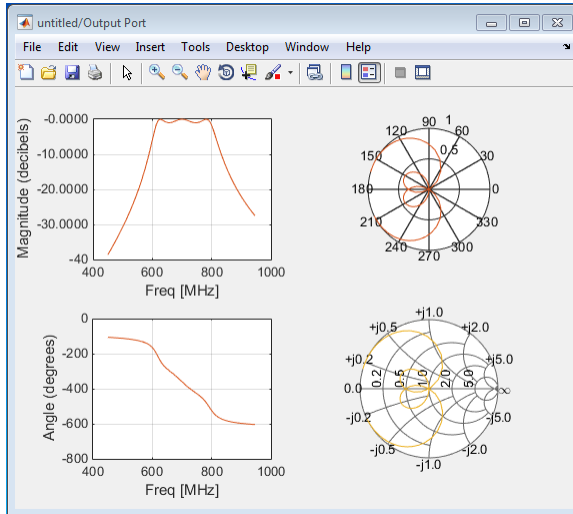 untitled/Output Port
File Edit View Insert Tools Desktop Window Help
-0.0000
-10.0000
-20.0000
-30.0000
-40
400 600 800 1000
Freq [MHz]
Magnitude (decibels)
90 1
120 60
0.5
150 30
180 0
210 330
240 300
270
0
-200
-400
-600
-800
400 600 800 1000
Freq [MHz]
Angle (degrees)
+j1.0
+j0.5 +j2.0
+j0.2 +j5.0
0.0 0.2 0.5 1.0 2.0 5.0 ∞
-j0.2 -j5.0
-j0.5 -j2.0
-j1.0